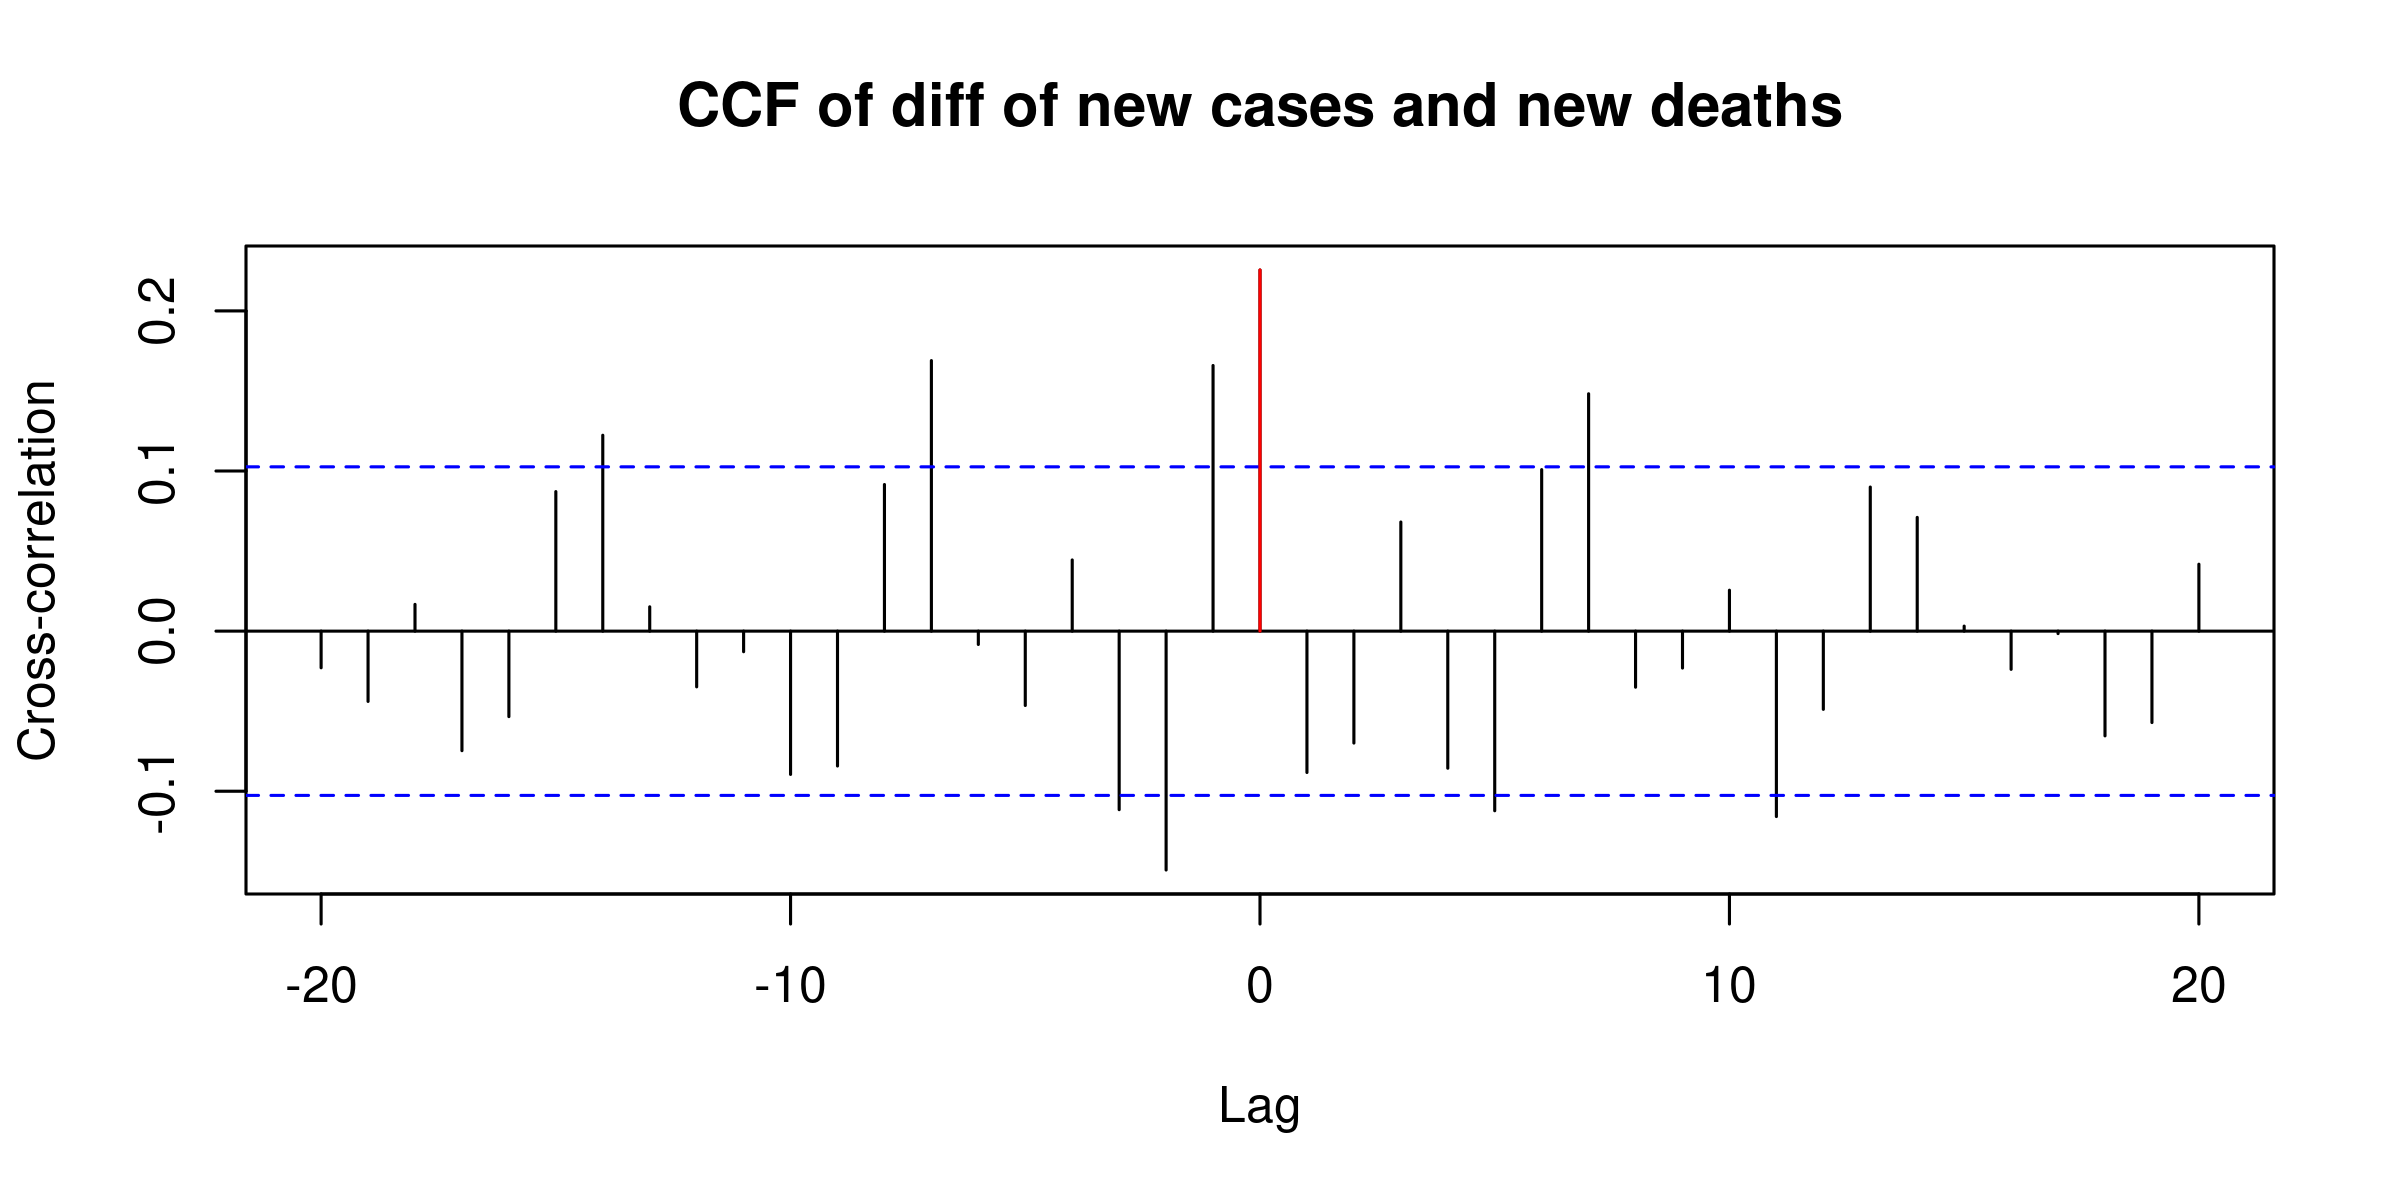 CCF of diff of new cases and new deaths
Cross-correlation
0.2
0.1
0.0
-0.1
-20 -10 0 10 20
Lag